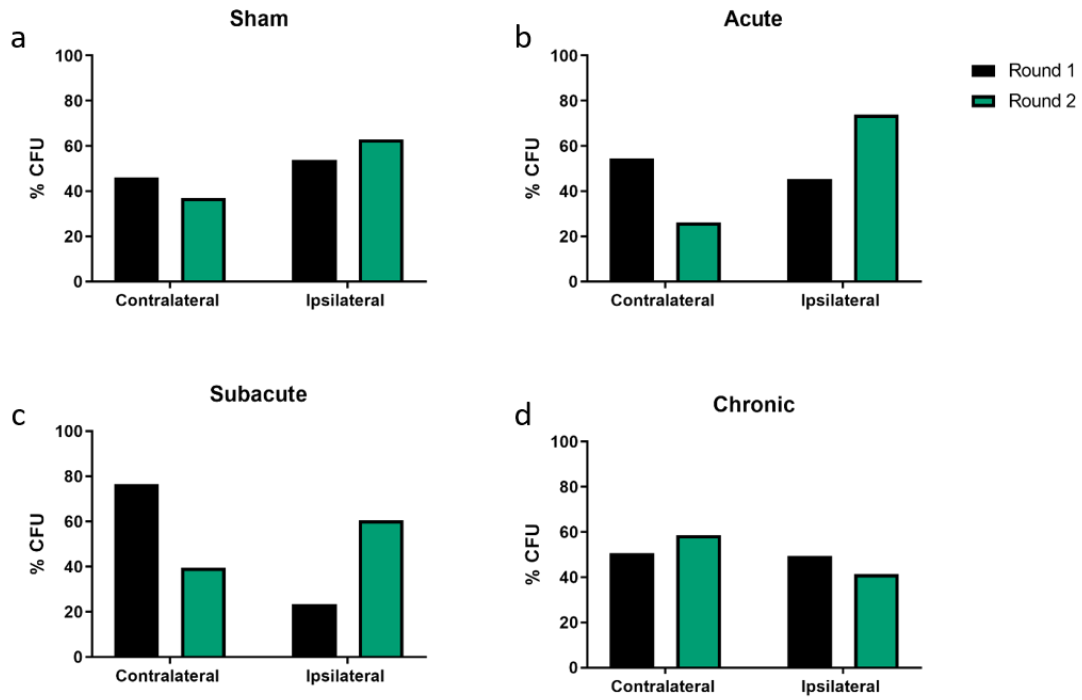 a
Sham
% CFU
100
80
60
40
20
0
Contralateral
Ipsilateral
b
Acute
% CFU
100
80
60
40
20
0
Contralateral
Ipsilateral
Round 1
Round 2
c
Subacute
% CFU
100
80
60
40
20
0
Contralateral
Ipsilateral
d
Chronic
% CFU
100
80
60
40
20
0
Contralateral
Ipsilateral